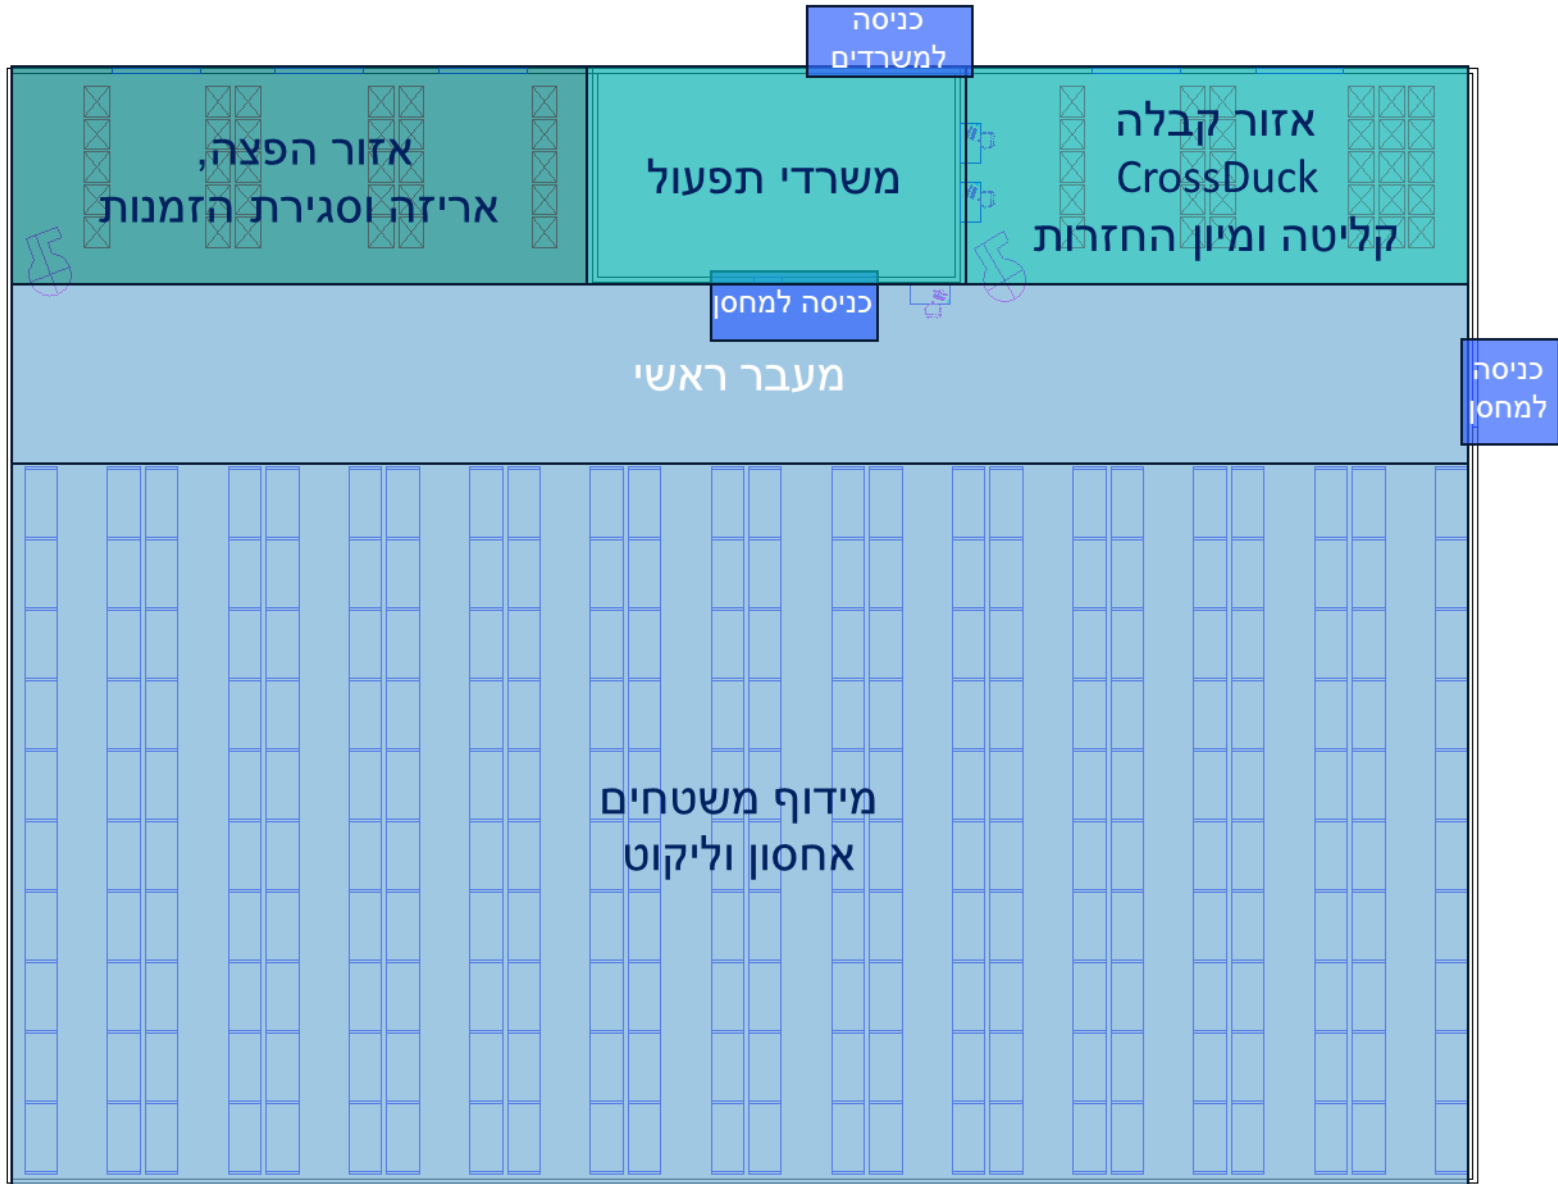 כניסה
למשרדים
אזור קבלה
CrossDuck
קליטה ומיון החזרות
משרדי תפעול
אזור הפצה,
אריזה וסגירת הזמנות
כניסה למחסן
מעבר ראשי
כניסה
למחסן
מידוף משטחים
אחסון וליקוט